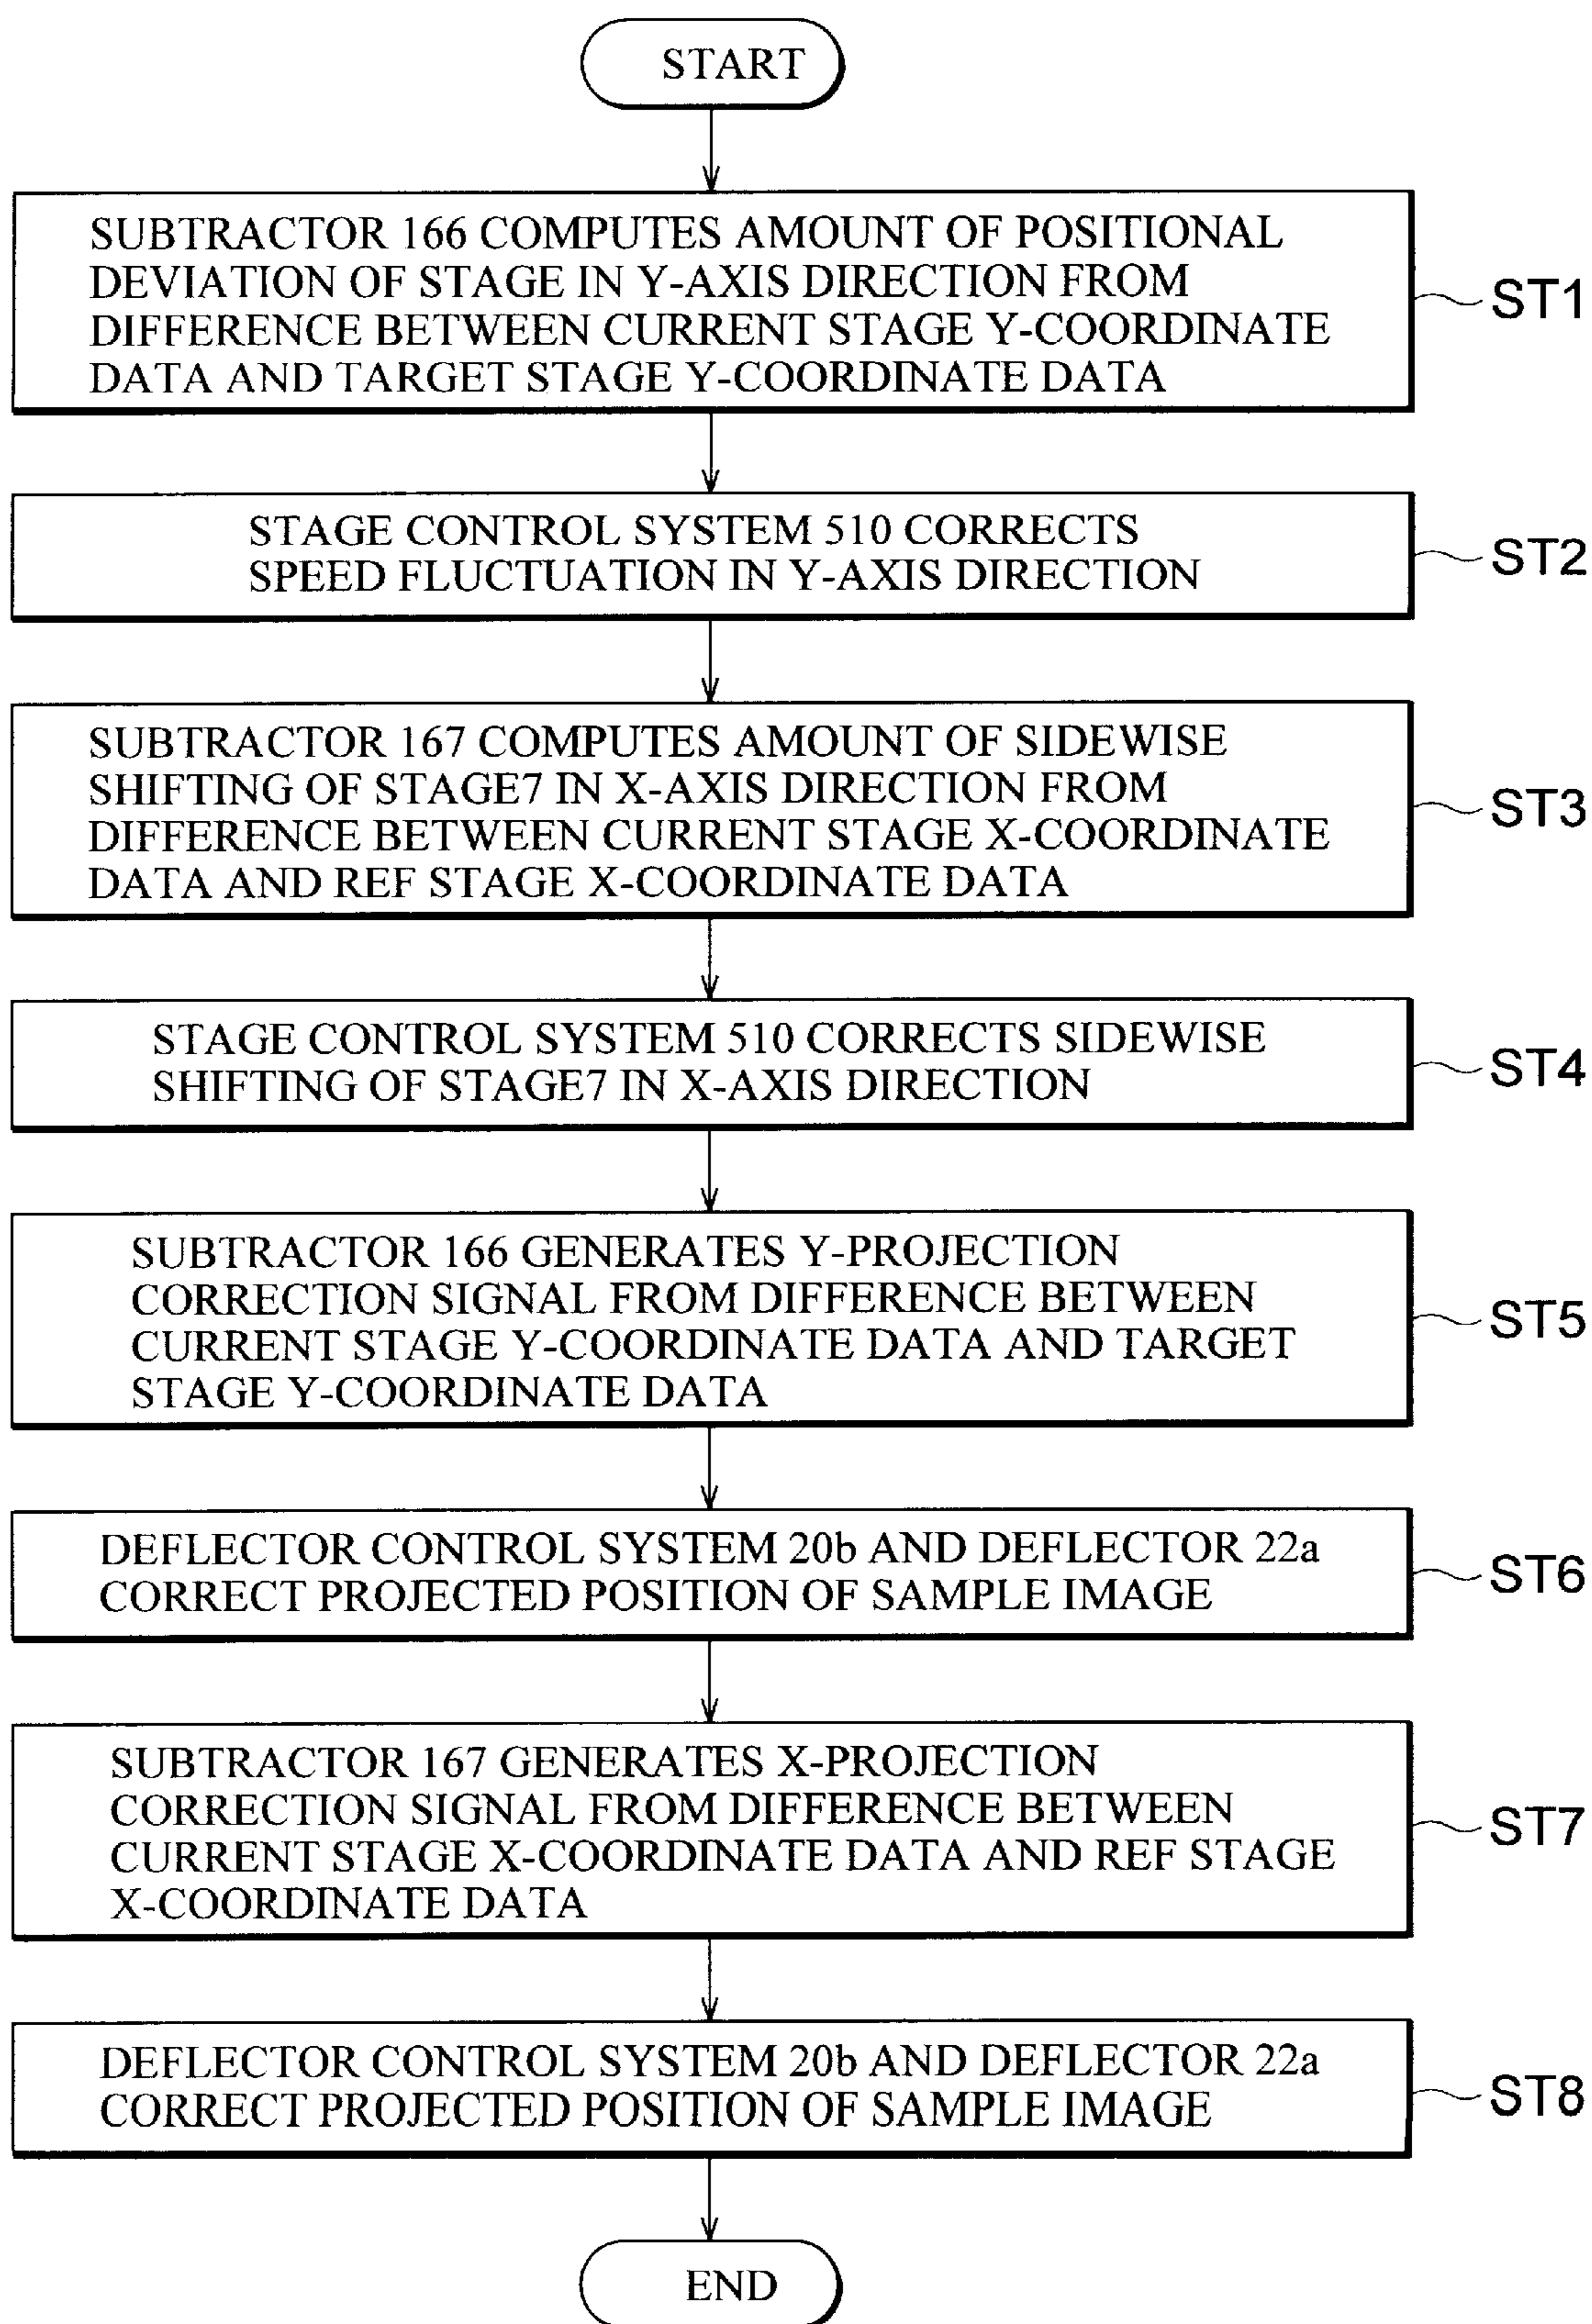 START
SUBTRACTOR 166 COMPUTES AMOUNT OF POSITIONAL
DEVIATION OF STAGE IN Y-AXIS DIRECTION FROM
DIFFERENCE BETWEEN CURRENT STAGE Y-COORDINATE
DATA AND TARGET STAGE Y-COORDINATE DATA
ST1
STAGE CONTROL SYSTEM 510 CORRECTS
SPEED FLUCTUATION IN Y-AXIS DIRECTION
ST2
SUBTRACTOR 167 COMPUTES AMOUNT OF SIDEWISE
SHIFTING OF STAGE7 IN X-AXIS DIRECTION FROM
DIFFERENCE BETWEEN CURRENT STAGE X-COORDINATE
DATA AND REF STAGE X-COORDINATE DATA
ST3
STAGE CONTROL SYSTEM 510 CORRECTS SIDEWISE
SHIFTING OF STAGE7 IN X-AXIS DIRECTION
ST4
SUBTRACTOR 166 GENERATES Y-PROJECTION
CORRECTION SIGNAL FROM DIFFERENCE BETWEEN
CURRENT STAGE Y-COORDINATE DATA AND TARGET
STAGE Y-COORDINATE DATA
ST5
DEFLECTOR CONTROL SYSTEM 20b AND DEFLECTOR 22a
CORRECT PROJECTED POSITION OF SAMPLE IMAGE
ST6
SUBTRACTOR 167 GENERATES X-PROJECTION
CORRECTION SIGNAL FROM DIFFERENCE BETWEEN
CURRENT STAGE X-COORDINATE DATA AND REF STAGE
X-COORDINATE DATA
ST7
DEFLECTOR CONTROL SYSTEM 20b AND DEFLECTOR 22a
CORRECT PROJECTED POSITION OF SAMPLE IMAGE
ST8
END